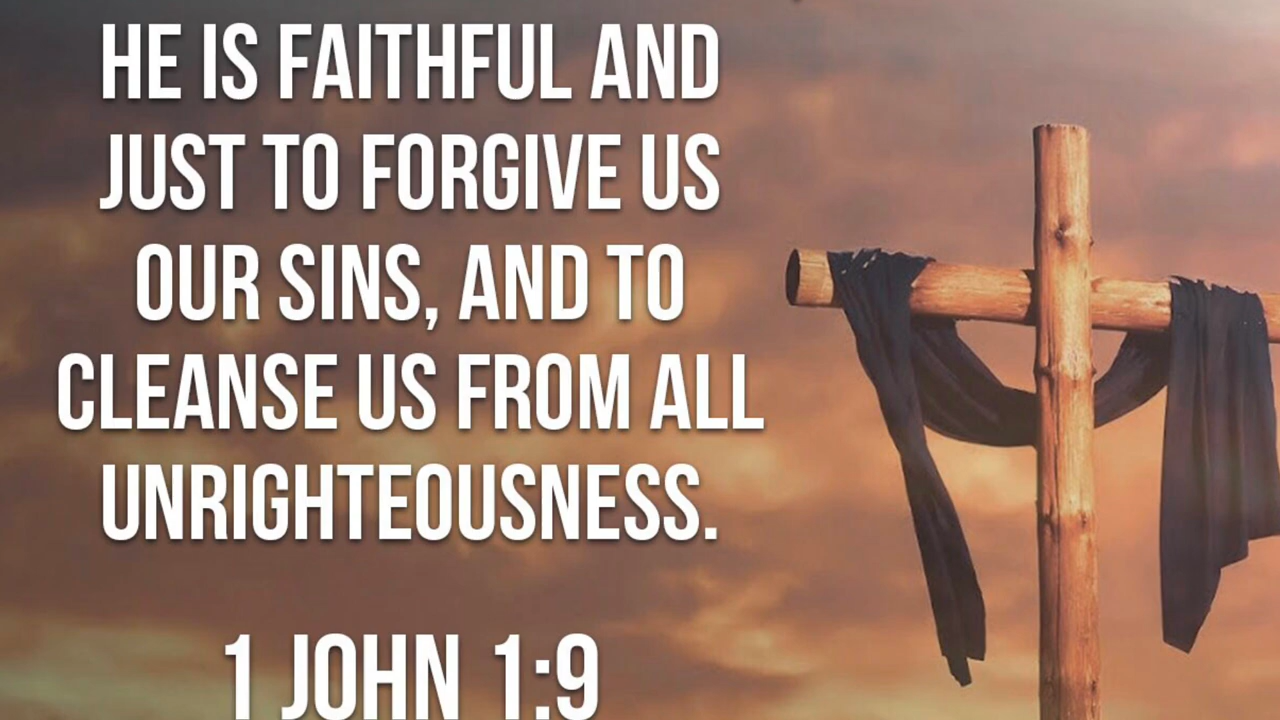 HE IS FAITHFUL AND
JUST TO FORGIVE US
OUR SINS, AND TO
CLEANSE US FROM ALL
UNRIGHTEOUSNESS.
1 JOHN 1:9